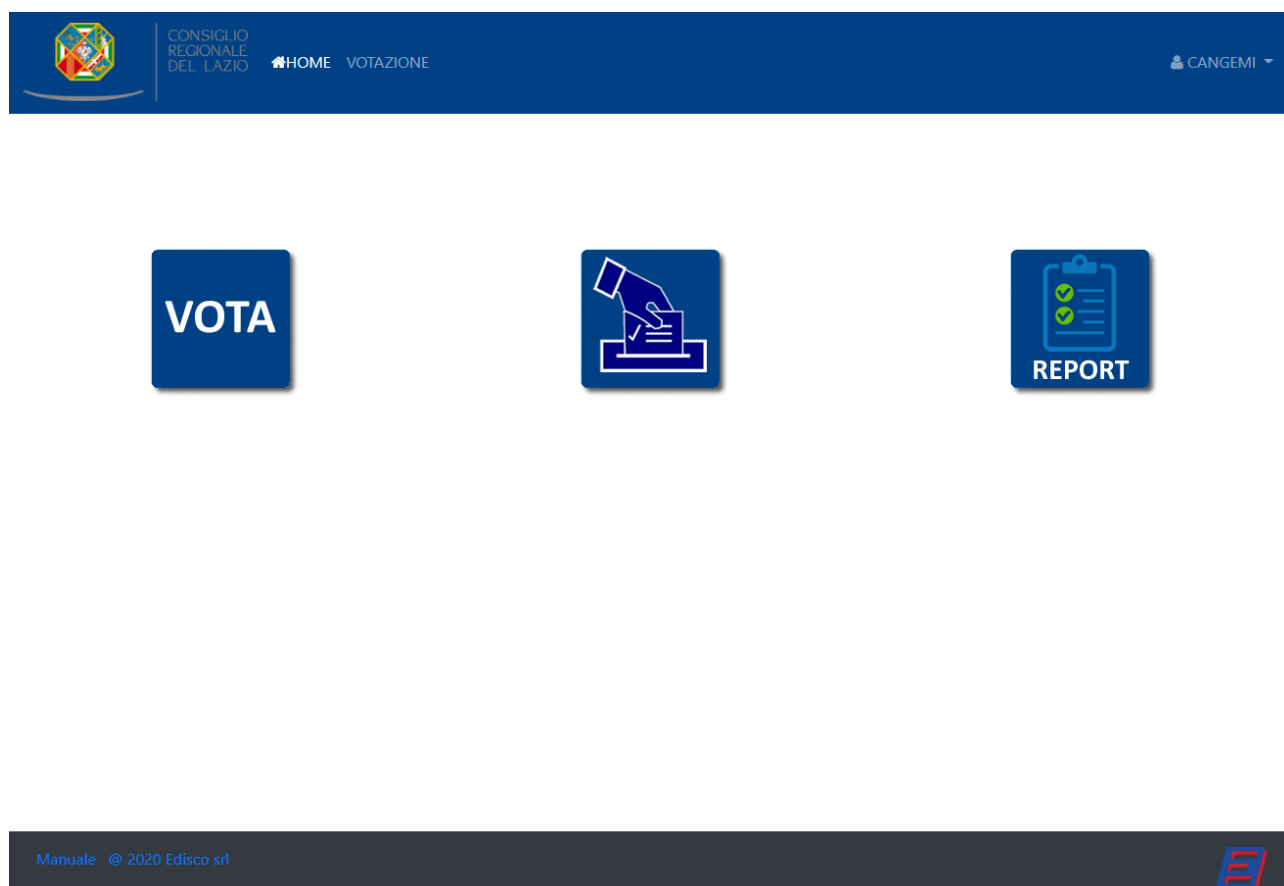 CONSIGLIO
REGIONALE
DEL LAZIO
HOME VOTAZIONE
CANGEMI
VOTA
REPORT
Manuale @ 2020 Edisco srl